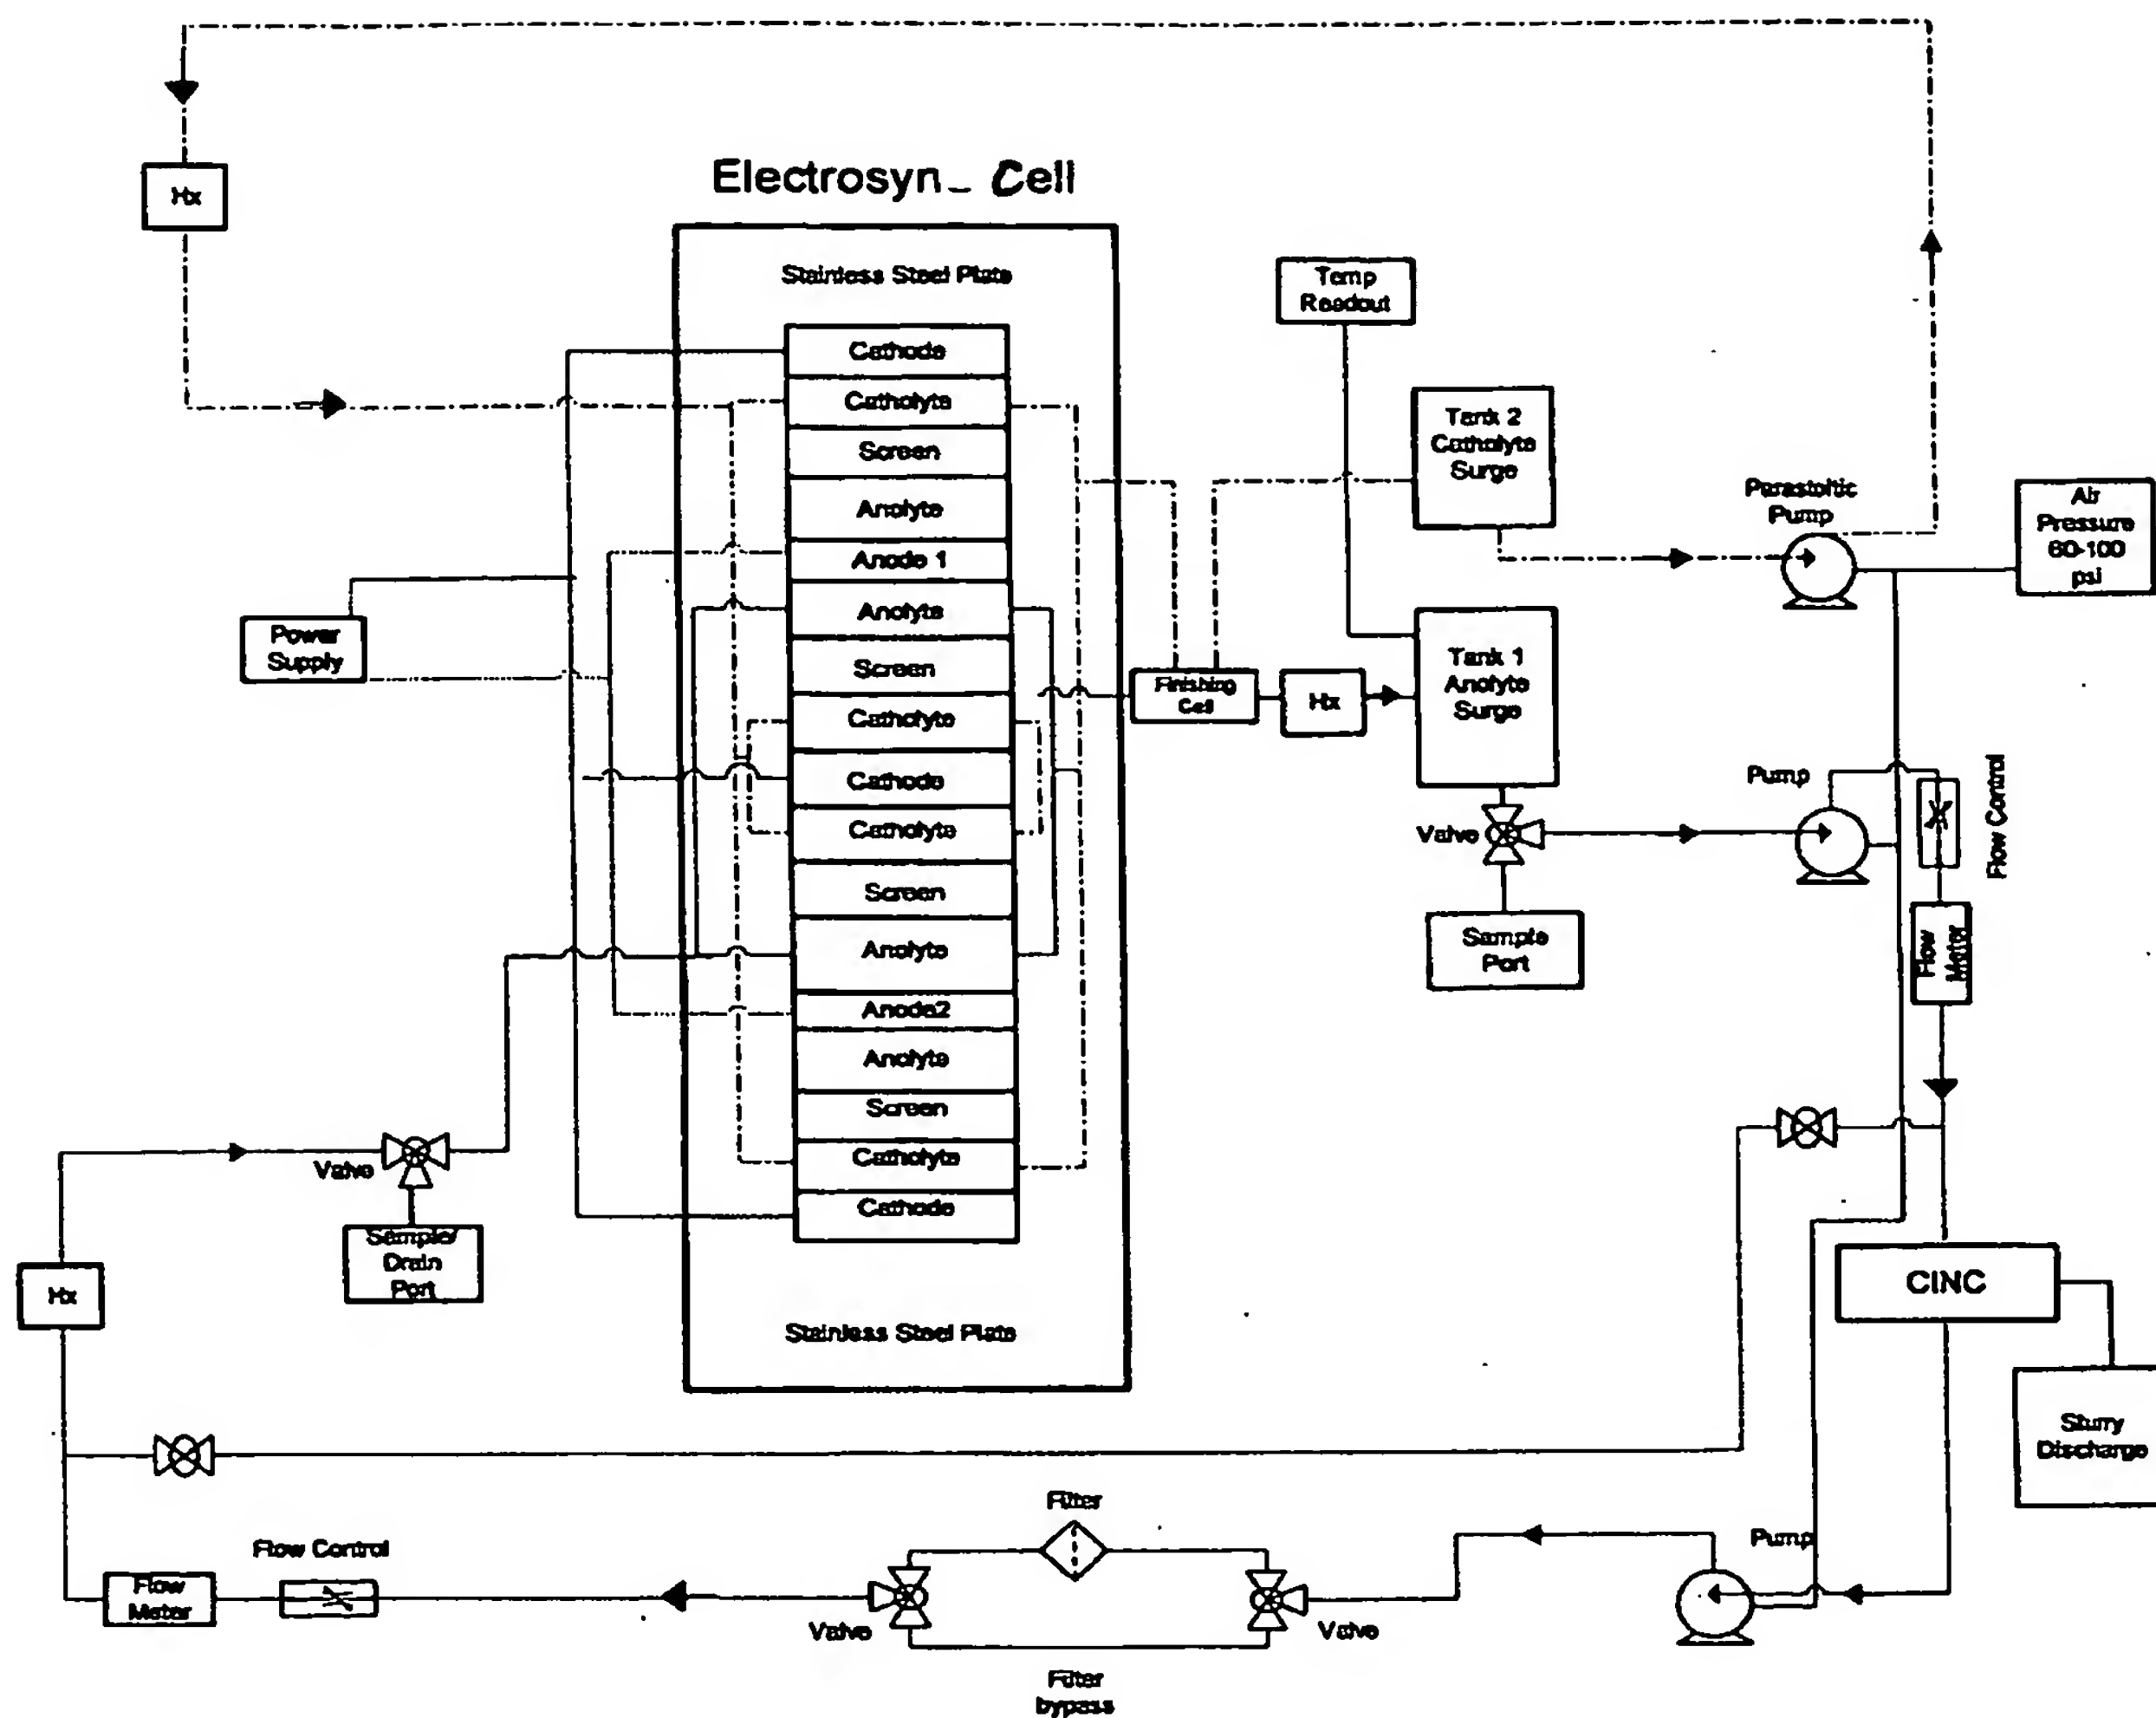 Electrosyn_ Cell
Hx
Stainless Steel Plate
Temp
Readout
Cathode
Catholyte
Screen
Anolyte
Anode 1
Anolyte
Screen
Catholyte
Cathode
Catholyte
Screen
Anolyte
Anode2
Anolyte
Screen
Catholyte
Cathode
Stainless Steel Plate
Tank 2
Catholyte
Surge
Parastoltic
Pump
Air
Pressure
60-100
psi
Power
Supply
Finishing
Cell
Hx
Tank 1
Anolyte
Surge
Pump
Flow Control
Valve
Flow
Meter
Sample
Port
Valve
Sample/
Drain
Port
Hx
CINC
Slurry
Discharge
Filter
Flow Control
Pump
Flow
Meter
Valve
Valve
Filter
bypass